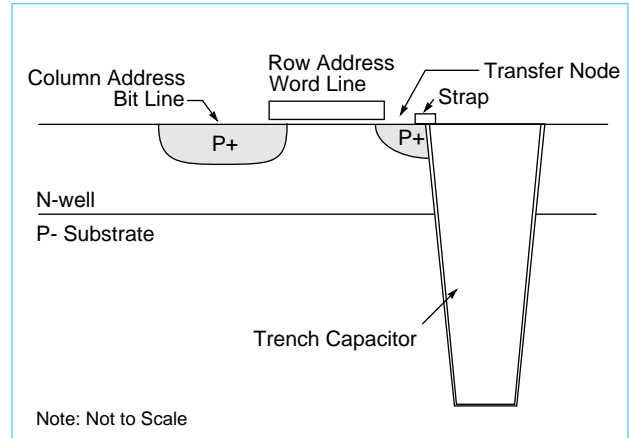 Column Address
Bit Line
Row Address
Word Line
Transfer Node
Strap
P+
P+
N-well
P- Substrate
Trench Capacitor
Note: Not to Scale